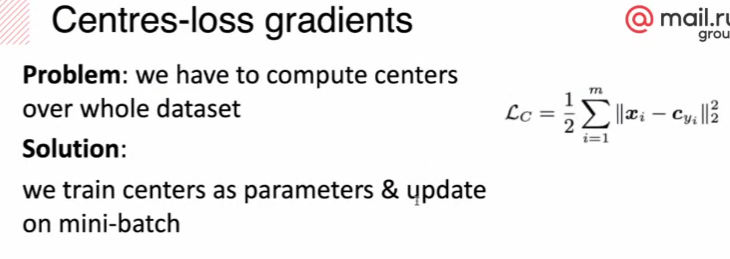 Centres-loss gradients
@mail.ru
group
Problem: we have to compute centers
over whole dataset
Solution:
we train centers as parameters & update
on mini-batch
$\mathcal{L}_C = \frac{1}{2} \sum_{i=1}^{m} \|\boldsymbol{x}_i - \boldsymbol{c}_{y_i}\|_2^2$